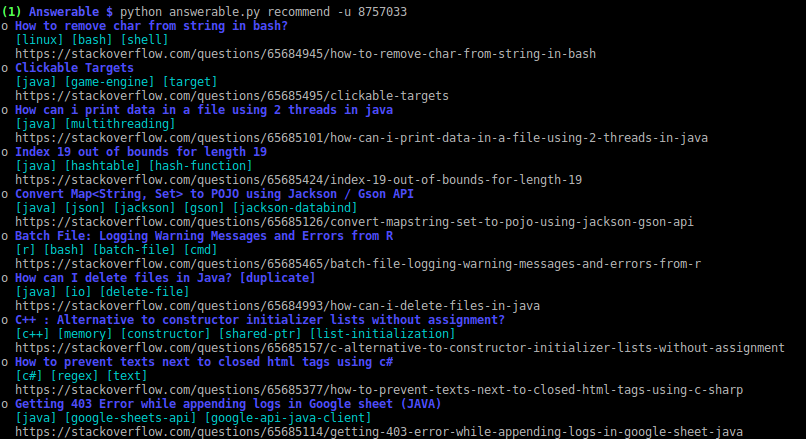 (1) Answerable $ python answerable.py recommend -u 8757033
o How to remove char from string in bash?
[linux] [bash] [shell]
https://stackoverflow.com/questions/65684945/how-to-remove-char-from-string-in-bash
o Clickable Targets
[java] [game-engine] [target]
https://stackoverflow.com/questions/65685495/clickable-targets
o How can i print data in a file using 2 threads in java
[java] [multithreading]
https://stackoverflow.com/questions/65685101/how-can-i-print-data-in-a-file-using-2-threads-in-java
o Index 19 out of bounds for length 19
[java] [hashtable] [hash-function]
https://stackoverflow.com/questions/65685424/index-19-out-of-bounds-for-length-19
o Convert Map<String, Set> to POJO using Jackson / Gson API
[java] [json] [jackson] [gson] [jackson-databind]
https://stackoverflow.com/questions/65685126/convert-mapstring-set-to-pojo-using-jackson-gson-api
o Batch File: Logging Warning Messages and Errors from R
[r] [bash] [batch-file] [cmd]
https://stackoverflow.com/questions/65685465/batch-file-logging-warning-messages-and-errors-from-r
o How can I delete files in Java? [duplicate]
[java] [io] [delete-file]
https://stackoverflow.com/questions/65684993/how-can-i-delete-files-in-java
o C++ : Alternative to constructor initializer lists without assignment?
[c++] [memory] [constructor] [shared-ptr] [list-initialization]
https://stackoverflow.com/questions/65685157/c-alternative-to-constructor-initializer-lists-without-assignment
o How to prevent texts next to closed html tags using c#
[c#] [regex] [text]
https://stackoverflow.com/questions/65685377/how-to-prevent-texts-next-to-closed-html-tags-using-c-sharp
o Getting 403 Error while appending logs in Google sheet (JAVA)
[java] [google-sheets-api] [google-api-java-client]
https://stackoverflow.com/questions/65685114/getting-403-error-while-appending-logs-in-google-sheet-java